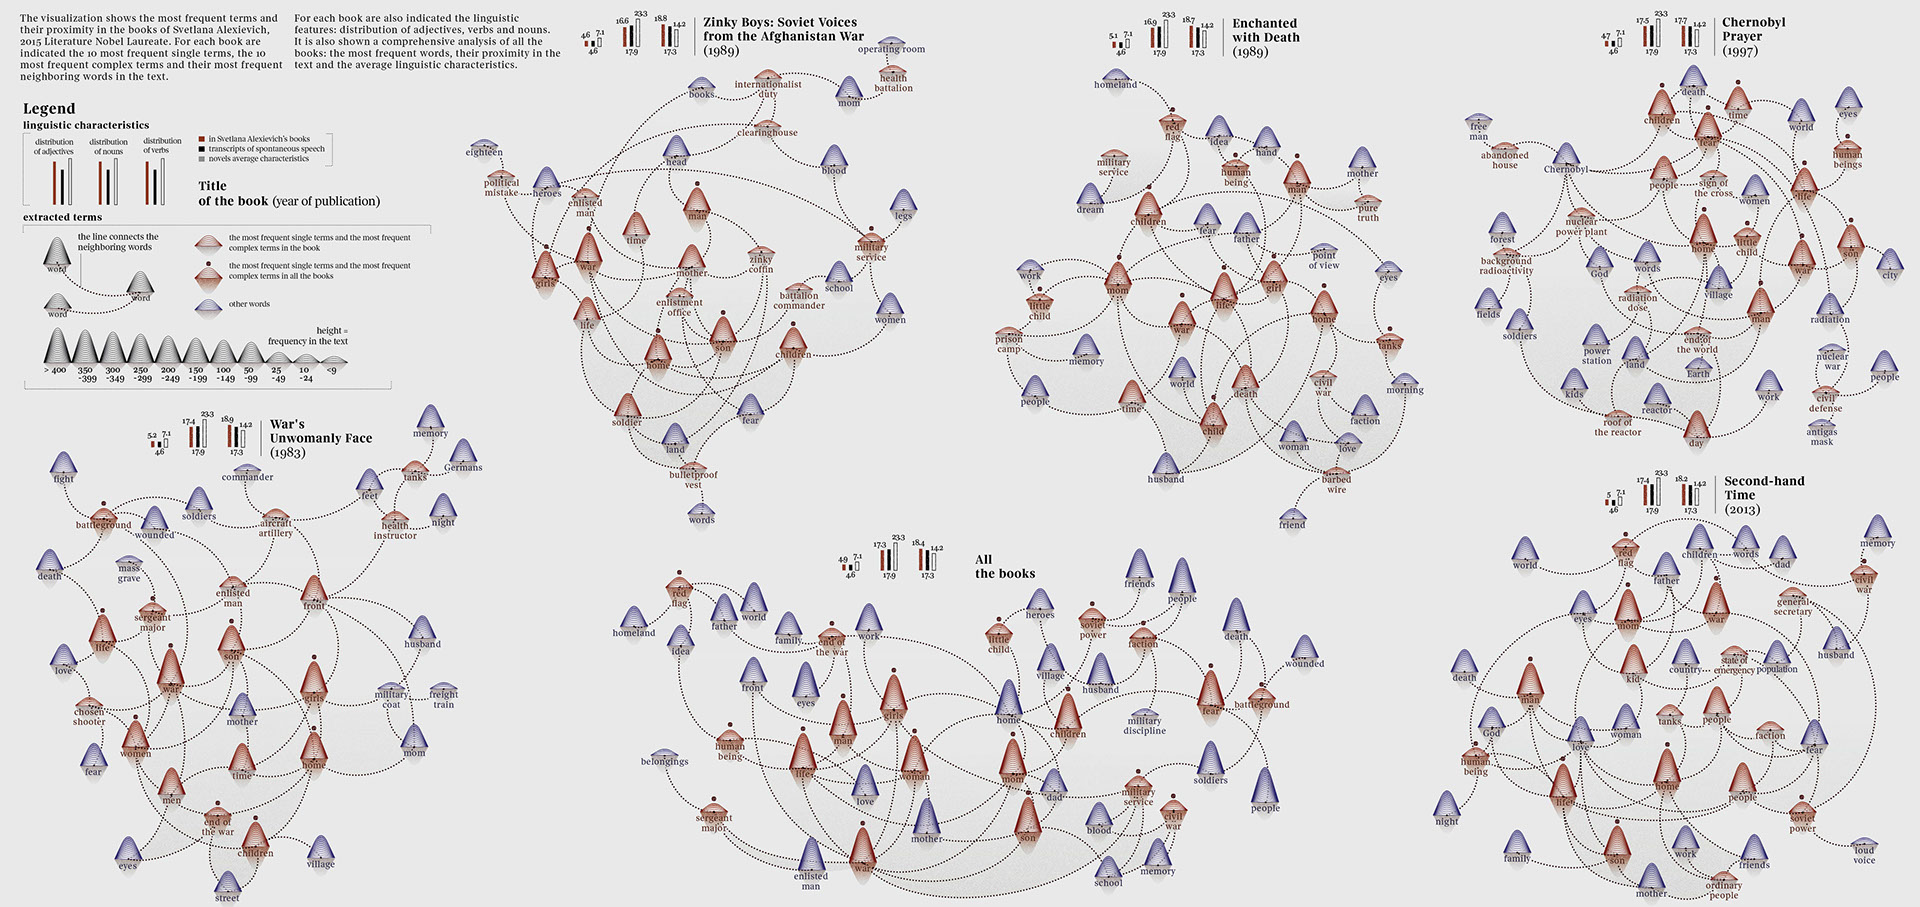 The visualization shows the most frequent terms and
their proximity in the books of Svetlana Alexievich,
2015 Literature Nobel Laureate. For each book are
indicated the 10 most frequent single terms, the 10
most frequent complex terms and their most frequent
neighboring words in the text.
For each book are also indicated the linguistic
features: distribution of adjectives, verbs and nouns.
It is also shown a comprehensive analysis of all the
books: the most frequent words, their proximity in the
text and the average linguistic characteristics.
Legend
linguistic characteristics
distribution
of adjectives
distribution
of nouns
distribution
of verbs
in Svetlana Alexievich's books
transcripts of spontaneous speech
novels average characteristics
Title
of the book (year of publication)
extracted terms
the line connects the
neighboring words
word
word
word
the most frequent single terms and the most frequent
complex terms in the book
the most frequent single terms and the most frequent
complex terms in all the books
other words
height =
frequency in the text
> 400
350
-399
300
-349
250
-299
200
-249
150
-199
100
-149
50
-99
25
-49
10
-24
<9
4.6 7.1
4.6
16.6 23.3
17.9
18.8 14.2
17.3
Zinky Boys: Soviet Voices
from the Afghanistan War
(1989)
operating room
health
battalion
internationalist
duty
books
mom
clearinghouse
eighteen
head
blood
political
mistake
heroes
enlisted
man
man
legs
time
military
service
war
mother
zinky
coffin
girls
school
enlistment
office
battalion
commander
life
women
son
children
home
soldier
fear
land
bulletproof
vest
words
5.1 7.1
4.6
16.9 23.3
17.9
18.7 14.2
17.3
Enchanted
with Death
(1989)
homeland
red
flag
idea
hand
military
service
human
being
man
mother
dream
children
pure
truth
fear
father
point
of view
work
eyes
mom
girl
little
child
life
home
war
prison
camp
tanks
memory
world
people
time
death
civil
war
morning
child
faction
woman
love
husband
barbed
wire
friend
4.7 7.1
4.6
17.5 23.3
17.9
17.7 14.2
17.3
Chernobyl
Prayer
(1997)
death
children
time
world
eyes
free
man
fear
abandoned
house
human
beings
Chernobyl
people
sign of
the cross
women
life
nuclear
power plant
forest
home
little
child
son
background
radioactivity
God
words
war
city
village
radiation
dose
fields
man
radiation
soldiers
end of
the world
power
station
land
nuclear
war
Earth
people
kids
work
reactor
civil
defense
roof of
the reactor
day
antigas
mask
5.2 7.1
4.6
17.4 23.3
17.9
18.9 14.2
17.3
War's
Unwomanly Face
(1983)
memory
Germans
fight
commander
tanks
feet
soldiers
battleground
wounded
aircraft
artillery
health
instructor
night
death
mass
grave
enlisted
man
front
sergeant
major
life
husband
son
love
war
girls
military
coat
freight
train
chosen
shooter
mother
women
mom
fear
time
home
men
end of
the war
eyes
children
village
street
4.9 7.1
4.6
17.3 23.3
17.9
18.4 14.2
17.3
All
the books
red
flag
friends
people
homeland
father
world
heroes
family
work
soviet
power
idea
end of
the war
little
child
faction
death
wounded
front
village
husband
eyes
girls
home
fear
battleground
man
children
military
discipline
human
being
belongings
life
woman
mom
soldiers
love
dad
military
service
people
sergeant
major
civil
war
mother
son
blood
enlisted
man
war
school
memory
5 7.1
4.6
17.4 23.3
17.9
18.2 14.2
17.3
Second-hand
Time
(2013)
memory
world
red
flag
children
words
dad
father
civil
war
eyes
mom
war
general
secretary
husband
death
kid
country
state of
emergency
population
man
God
woman
tanks
people
love
faction
fear
human
being
life
home
people
night
soviet
power
family
son
work
friends
loud
voice
mother
ordinary
people